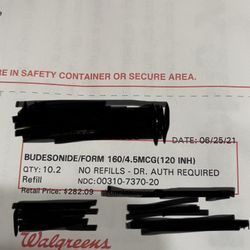 RE IN SAFETY CONTAINER OR SECURE AREA.
DATE: 06/25/21
BUDESONIDE/FORM 160/4.5MCG(120 INH)
QTY: 10.2 NO REFILLS - DR. AUTH REQUIRED
Refill NDC: 00310-7370-20
Retail Price: $282.09
Walgreens